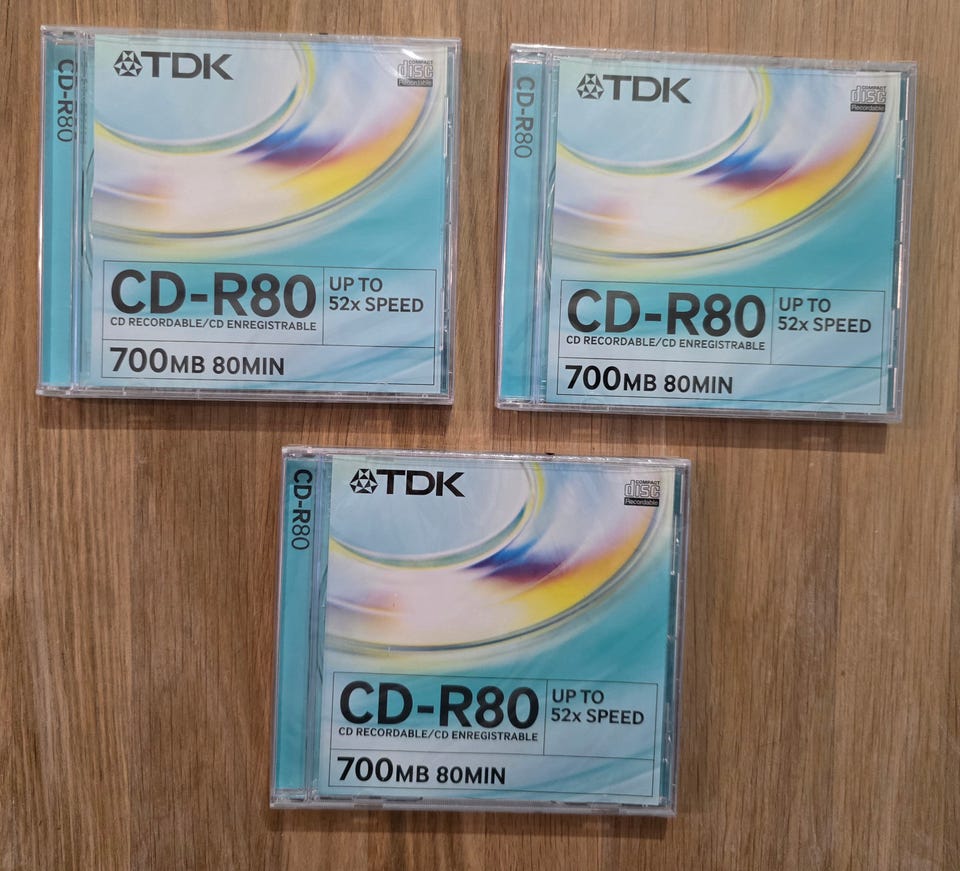 CD-R80
TDK
COMPACT
disc
Recordable
CD-R80
CD RECORDABLE/CD ENREGISTRABLE
UP TO
52x SPEED
700MB 80MIN
CD-R80
TDK
COMPACT
disc
Recordable
CD-R80
CD RECORDABLE/CD ENREGISTRABLE
UP TO
52x SPEED
700MB 80MIN
CD-R80
TDK
COMPACT
disc
Recordable
CD-R80
CD RECORDABLE/CD ENREGISTRABLE
UP TO
52x SPEED
700MB 80MIN